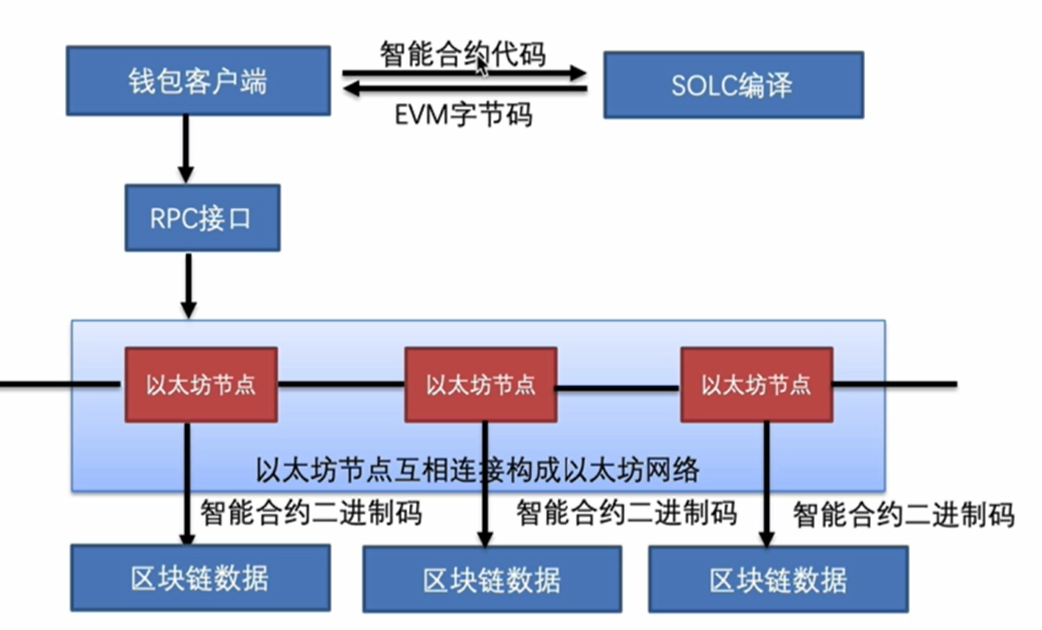 智能合约代码
钱包客户端
SOLC编译
EVM字节码
RPC接口
以太坊节点
以太坊节点
以太坊节点
以太坊节点互相连接构成以太坊网络
智能合约二进制码
智能合约二进制码
智能合约二进制码
区块链数据
区块链数据
区块链数据